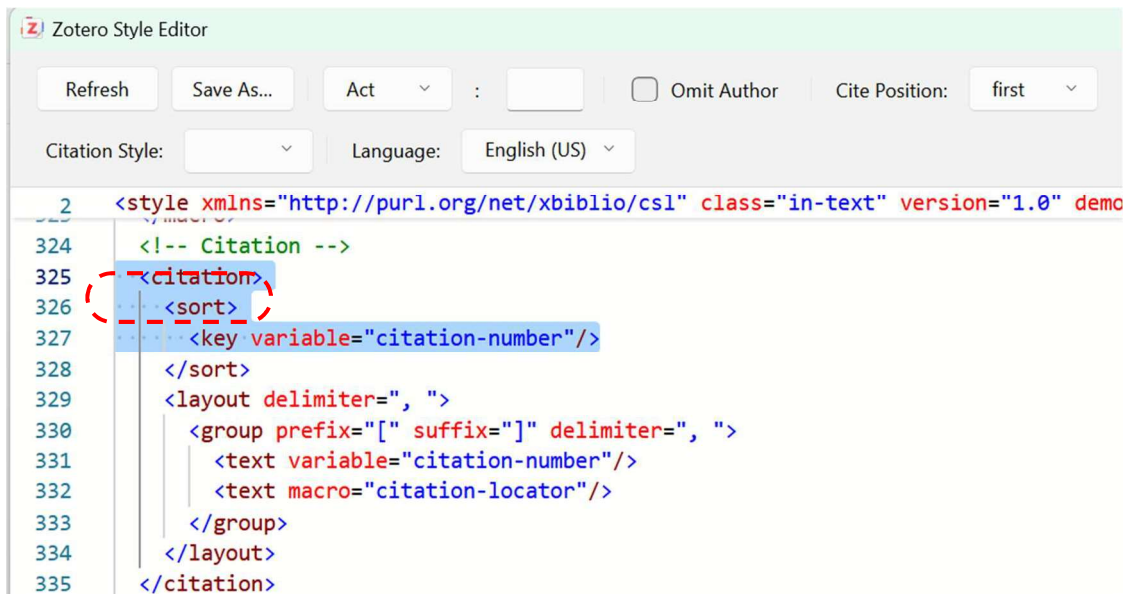 Zotero Style Editor
Refresh Save As... Act : Omit Author Cite Position: first
Citation Style: Language: English (US)
2 <style xmlns="http://purl.org/net/xbiblio/csl" class="in-text" version="1.0" demo
323 </macro>
324 <!-- Citation -->
325 <citation>
326 <sort>
327 <key variable="citation-number"/>
328 </sort>
329 <layout delimiter=", ">
330 <group prefix="[" suffix="]" delimiter=", ">
331 <text variable="citation-number"/>
332 <text macro="citation-locator"/>
333 </group>
334 </layout>
335 </citation>